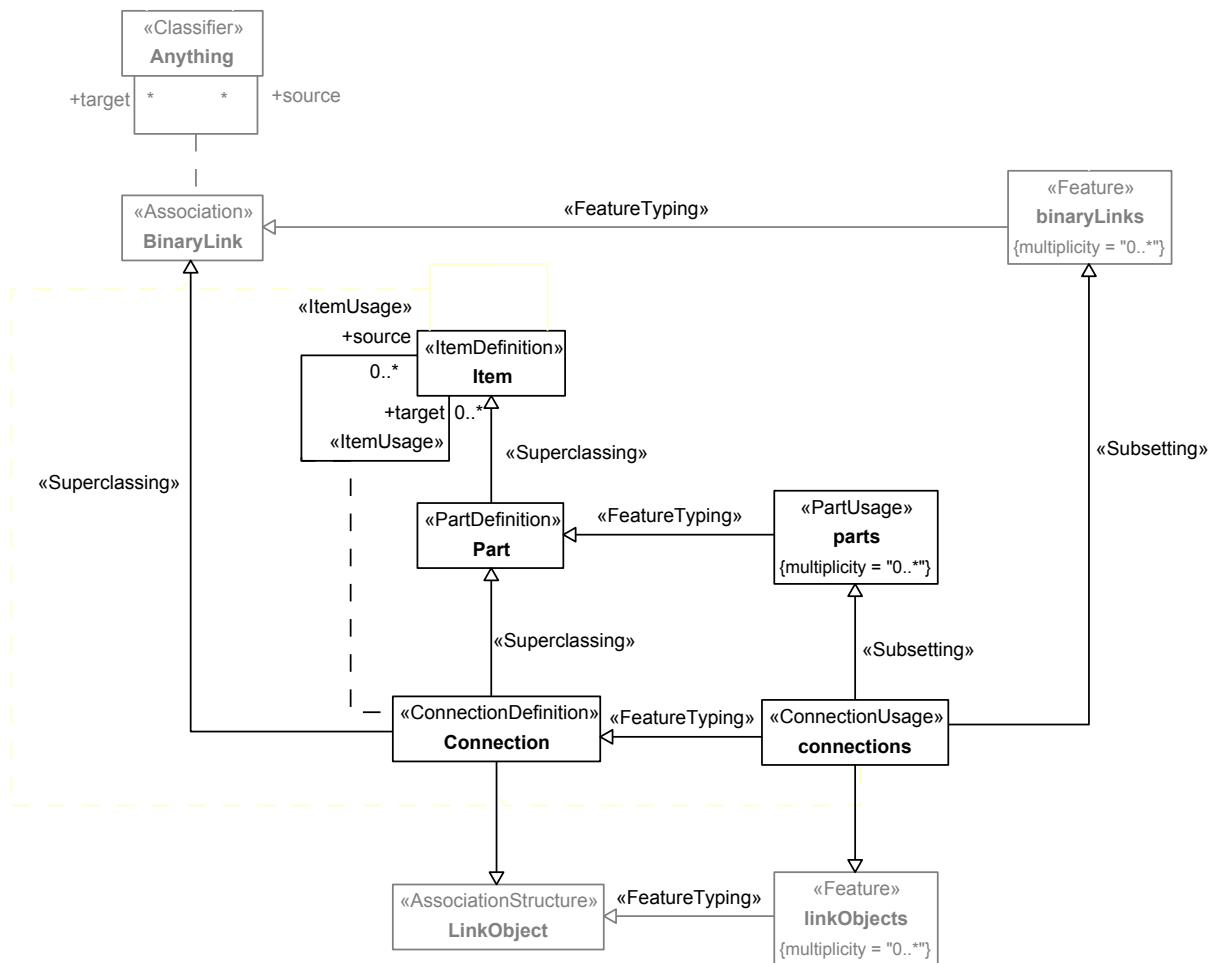 «Classifier»
Anything
+target
*
*
+source
«Association»
BinaryLink
«FeatureTyping»
«Feature»
binaryLinks
{multiplicity = "0..*"}
«ItemUsage»
+source
0..*
«ItemDefinition»
Item
+target
0..*
«ItemUsage»
«Superclassing»
«Subsetting»
«Superclassing»
«PartDefinition»
Part
«FeatureTyping»
«PartUsage»
parts
{multiplicity = "0..*"}
«Superclassing»
«Subsetting»
«ConnectionDefinition»
Connection
«FeatureTyping»
«ConnectionUsage»
connections
«AssociationStructure»
LinkObject
«FeatureTyping»
«Feature»
linkObjects
{multiplicity = "0..*"}